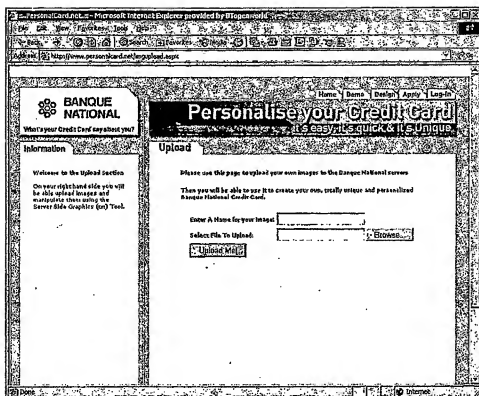 PersonalCard.net - Microsoft Internet Explorer provided by BTopenworld
File Edit View Favorites Tools Help
Back Search Favorites
Address http://www.personalcard.net/imgupload.aspx
Home Demo Design Apply Log-In
BANQUE
NATIONAL
What's your Credit Card say about you?
Personalise your Credit Card
it's easy, it's quick & it's Unique.
Information
Upload
Welcome to the Upload Section
On your right hand side you will
be able upload images and
manipulate them using the
Server Side Graphics Tool.
Please use this page to upload your own images to the Banque National servers
Then you will be able to use it to create your own, totally unique and personalized
Banque National Credit Card.
Enter A Name for your Image:
Select File To Upload: Browse...
Upload Me!
Done Internet